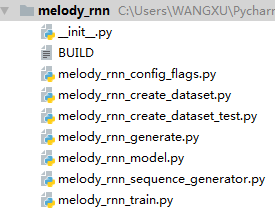 melody_rnn C:\Users\WANGXU\Pycharn
__init__.py
BUILD
melody_rnn_config_flags.py
melody_rnn_create_dataset.py
melody_rnn_create_dataset_test.py
melody_rnn_generate.py
melody_rnn_model.py
melody_rnn_sequence_generator.py
melody_rnn_train.py